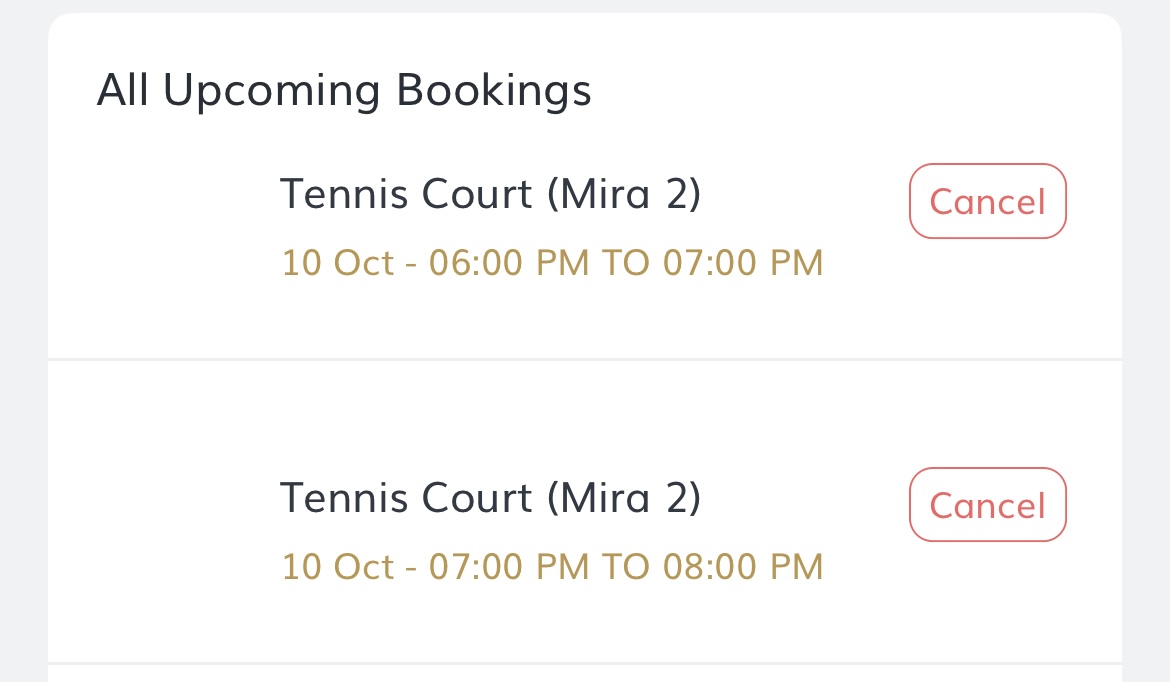 All Upcoming Bookings
Tennis Court (Mira 2)
Cancel
10 Oct - 06:00 PM TO 07:00 PM
Tennis Court (Mira 2)
Cancel
10 Oct - 07:00 PM TO 08:00 PM